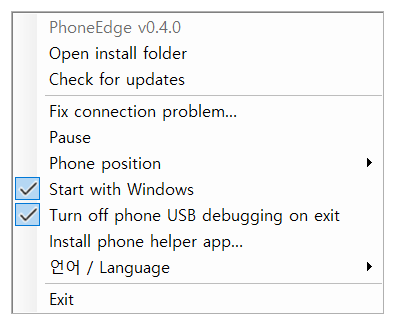 PhoneEdge v0.4.0
Open install folder
Check for updates
Fix connection problem...
Pause
Phone position
Start with Windows
Turn off phone USB debugging on exit
Install phone helper app...
언어 / Language
Exit